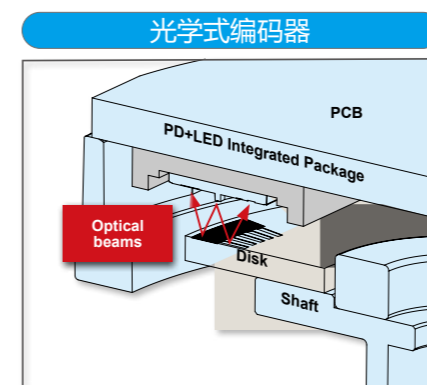 光学式编码器
PCB
PD+LED Integrated Package
Optical
beams
Disk
Shaft